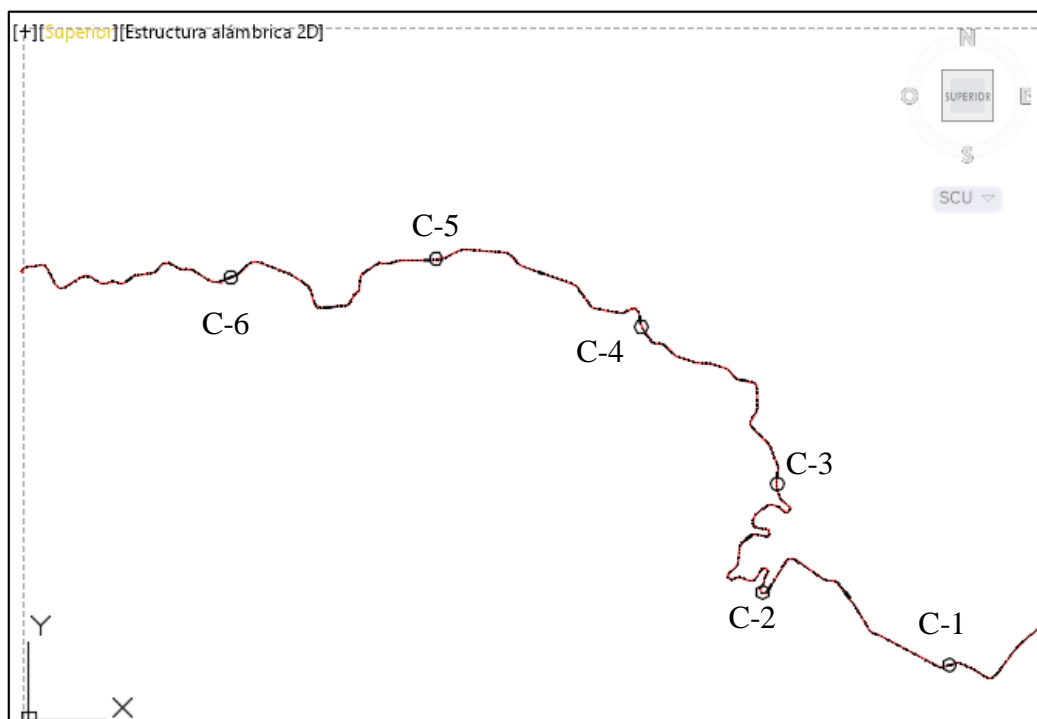 [+][Superior][Estructura alámbrica 2D]
N
O
SUPERIOR
E
S
SCU
C-5
C-6
C-4
C-3
C-2
C-1
Y
X